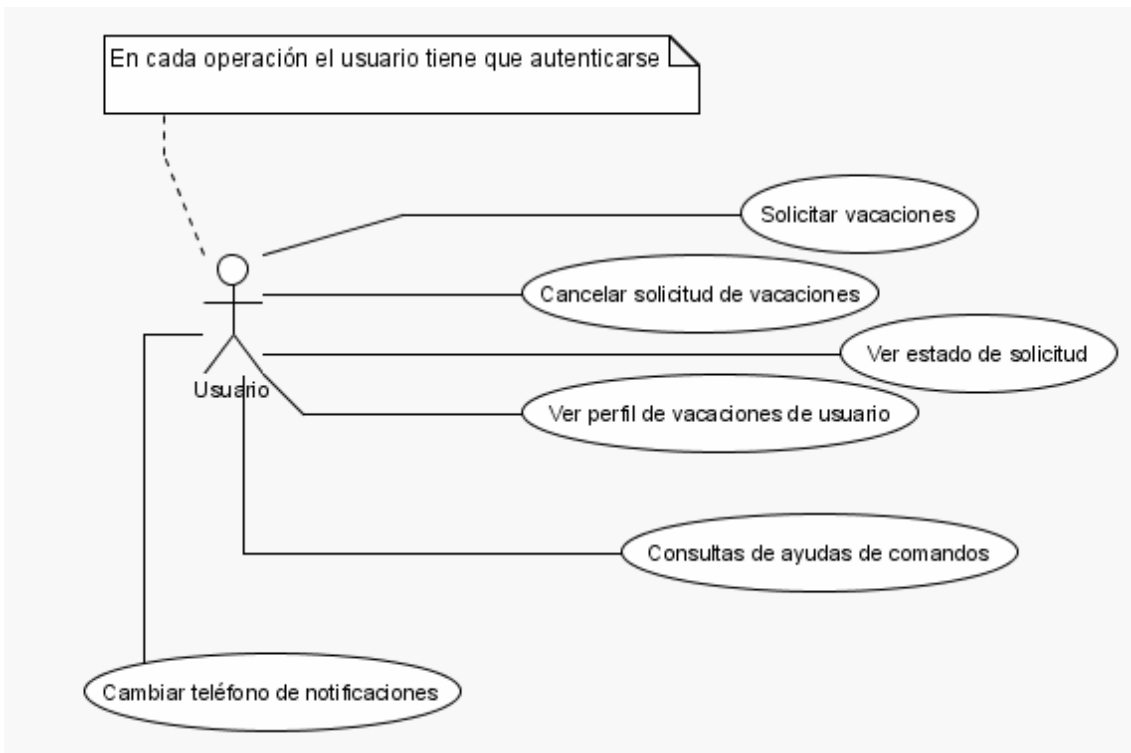 En cada operación el usuario tiene que autenticarse
Solicitar vacaciones
Cancelar solicitud de vacaciones
Ver estado de solicitud
Usuario
Ver perfil de vacaciones de usuario
Consultas de ayudas de comandos
Cambiar teléfono de notificaciones